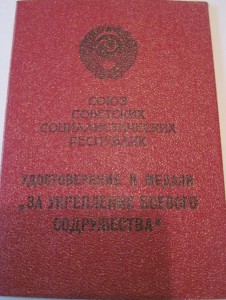 СОЮЗ
СОВЕТСКИХ
СОЦИАЛИСТИЧЕСКИХ
РЕСПУБЛИК
УДОСТОВЕРЕНИЕ К МЕДАЛИ
„ЗА УКРЕПЛЕНИЕ БОЕВОГО
СОДРУЖЕСТВА“